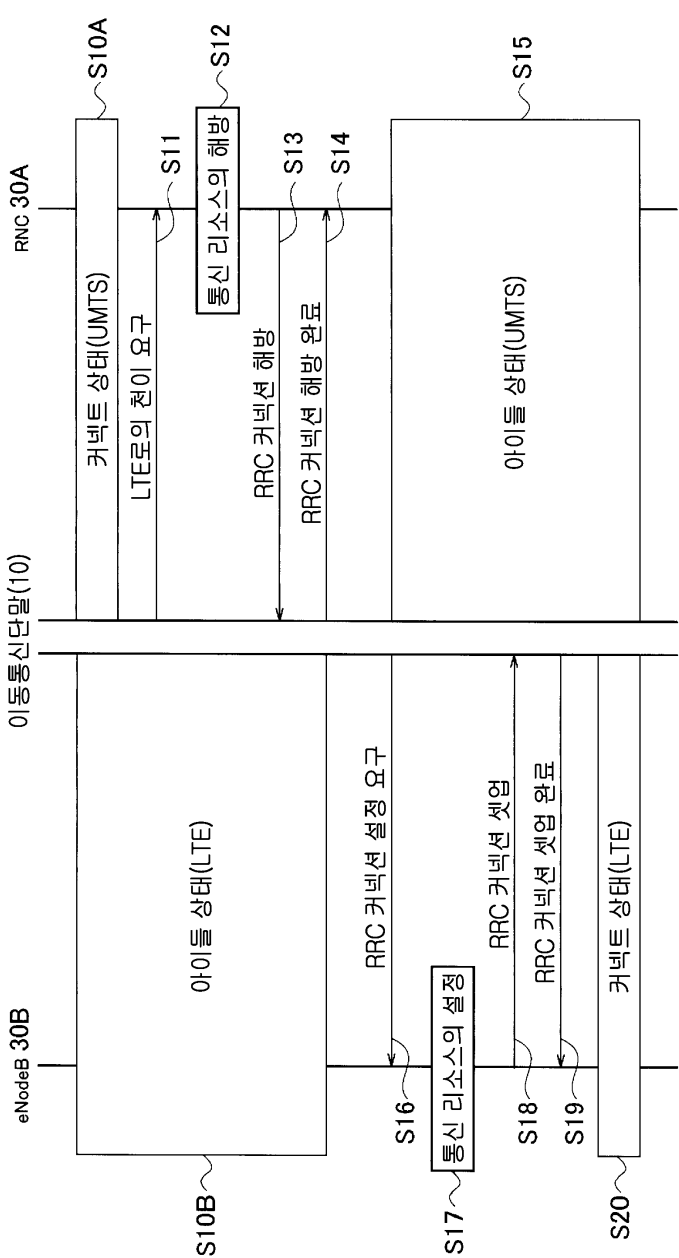 eNodeB 30B
이동통신단말(10)
RNC 30A
S10B
아이들 상태(LTE)
커넥트 상태(UMTS)
S10A
LTE로의 천이 요구
S11
통신 리소스의 해방
S12
RRC 커넥션 해방
S13
RRC 커넥션 해방 완료
S14
아이들 상태(UMTS)
S15
RRC 커넥션 설정 요구
S16
통신 리소스의 설정
S17
RRC 커넥션 셋업
S18
RRC 커넥션 셋업 완료
S19
커넥트 상태(LTE)
S20